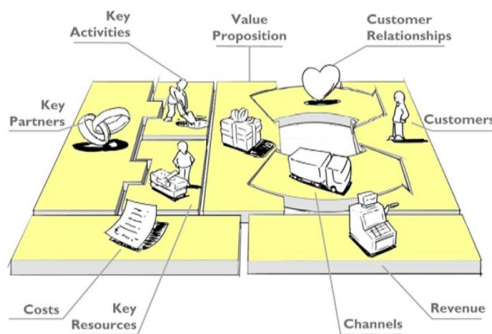 Key
Activities
Value
Proposition
Customer
Relationships
Key
Partners
Customers
Costs
Key
Resources
Channels
Revenue